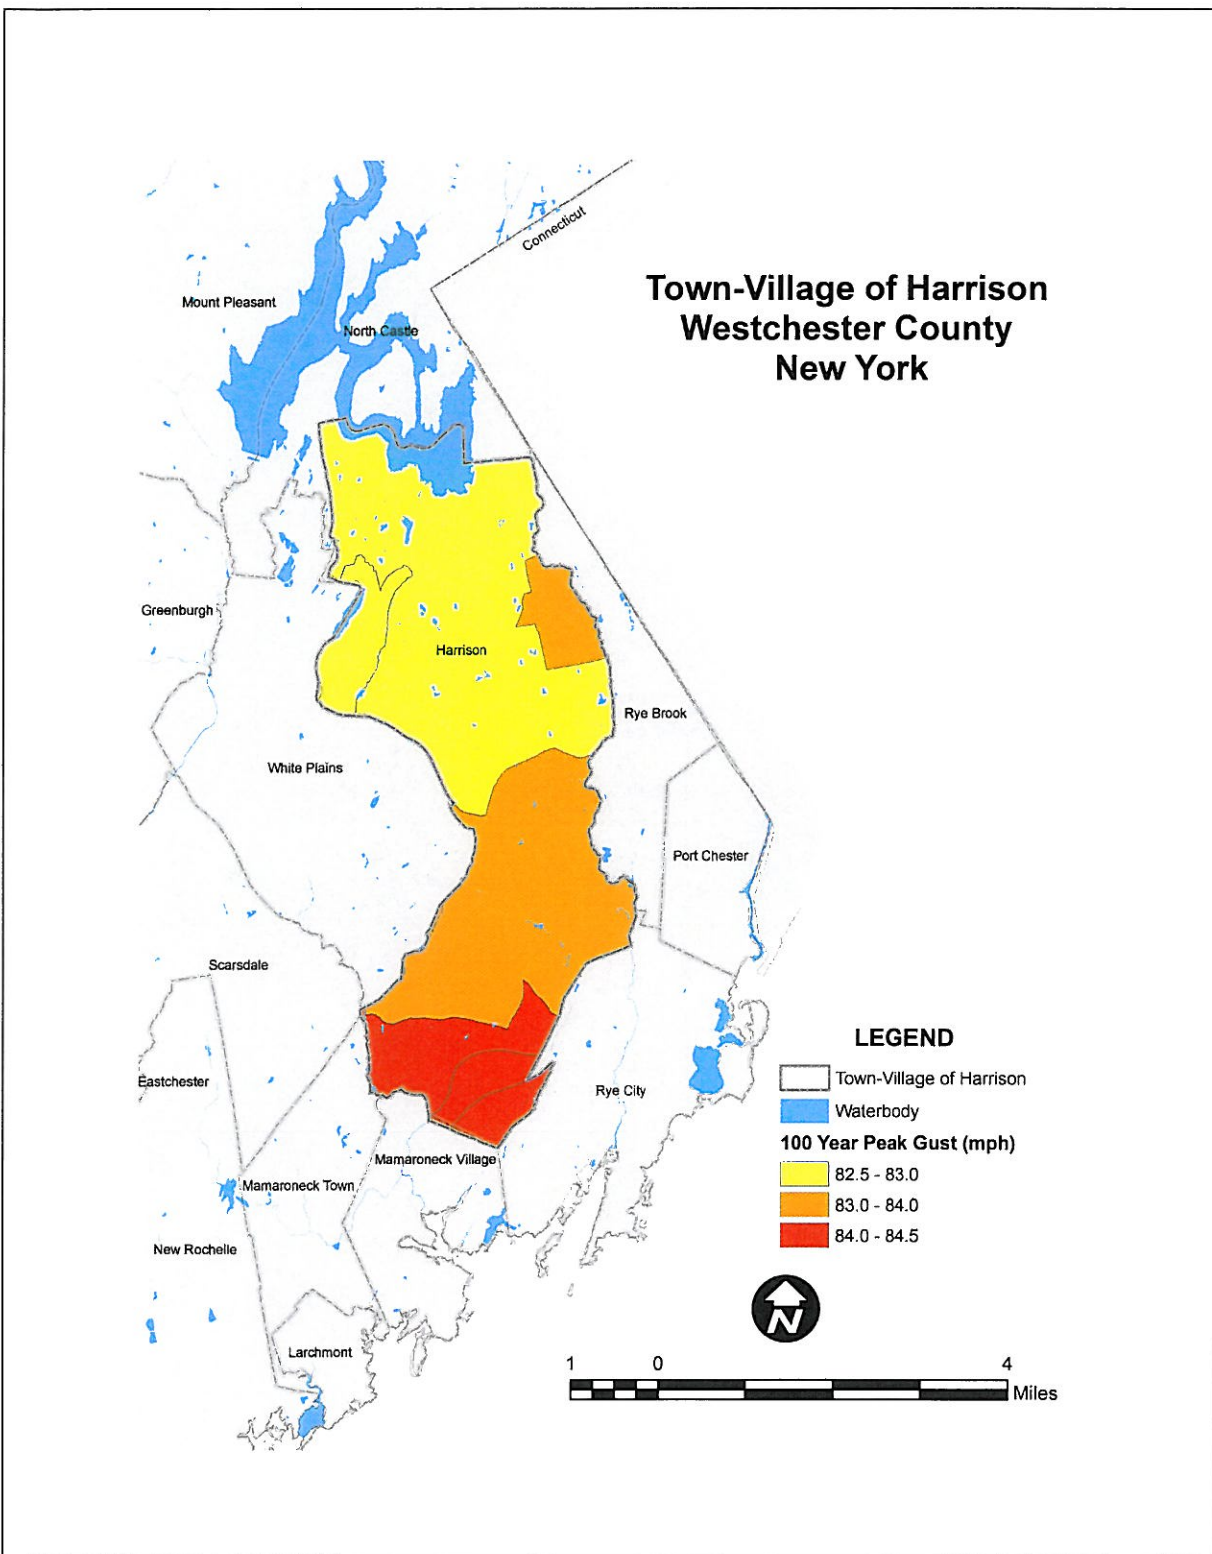 Connecticut
Town-Village of Harrison
Westchester County
New York
Mount Pleasant
North Castle
Greenburgh
Harrison
Rye Brook
White Plains
Port Chester
Scarsdale
LEGEND
Town-Village of Harrison
Waterbody
100 Year Peak Gust (mph)
82.5 - 83.0
83.0 - 84.0
84.0 - 84.5
Eastchester
Rye City
Mamaroneck Village
Mamaroneck Town
New Rochelle
N
Larchmont
1 0 4
Miles